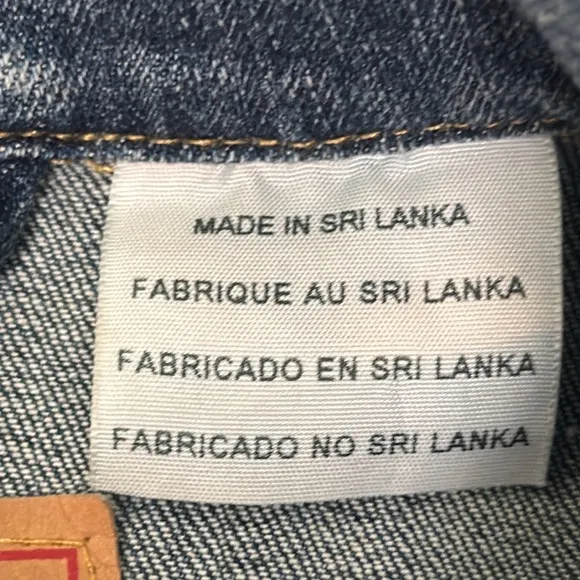 MADE IN SRI LANKA
FABRIQUE AU SRI LANKA
FABRICADO EN SRI LANKA
FABRICADO NO SRI LANKA